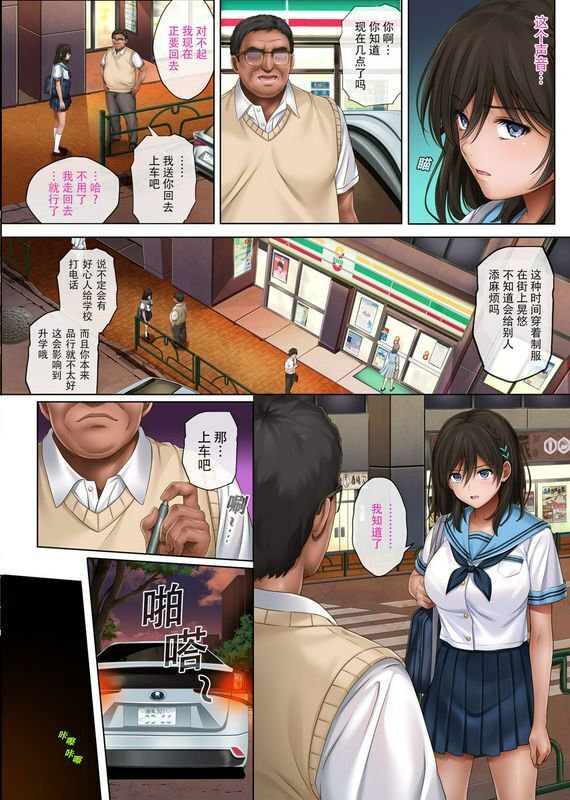 这个声音…
瞄
你啊…
你知道
现在几点了
吗
对不起
我现在
正要回去
………
我送你回去
上车吧
…哈?
不用了
我走回去
…就行了
这种时间穿着制服
在街上晃悠
不知道会给别人
添麻烦吗
说不定会有
好心人给学校
打电话
而且你本来
品行就不太好
这会影响到
升学哦
那…
上车吧
唰
…我知道了
啪
嗒
咔嚓
咔嚓